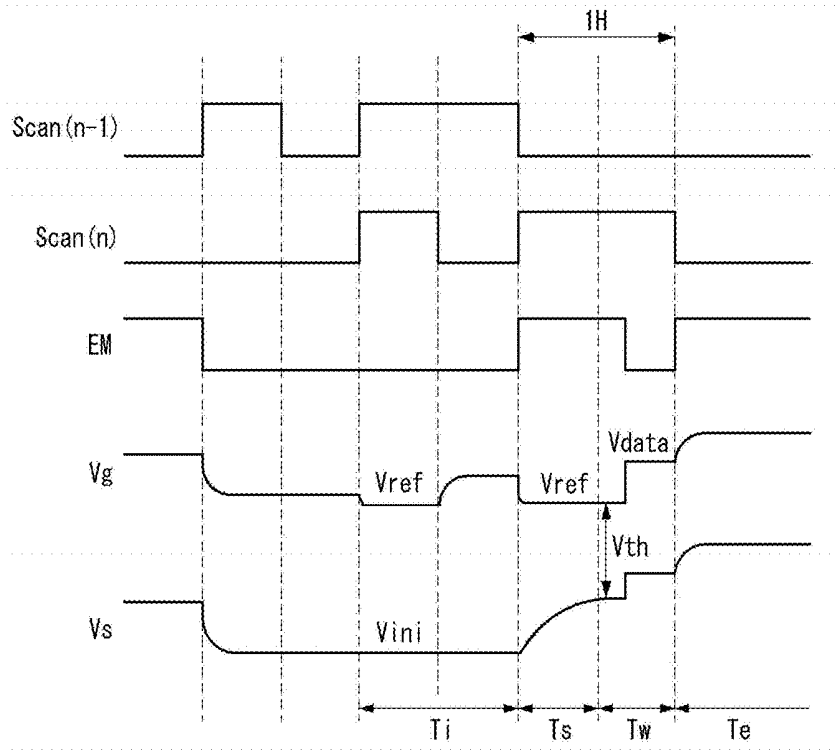 1H
Scan(n-1)
Scan(n)
EM
Vdata
Vg
Vref
Vref
Vth
Vs
Vini
Ti
Ts
Tw
Te